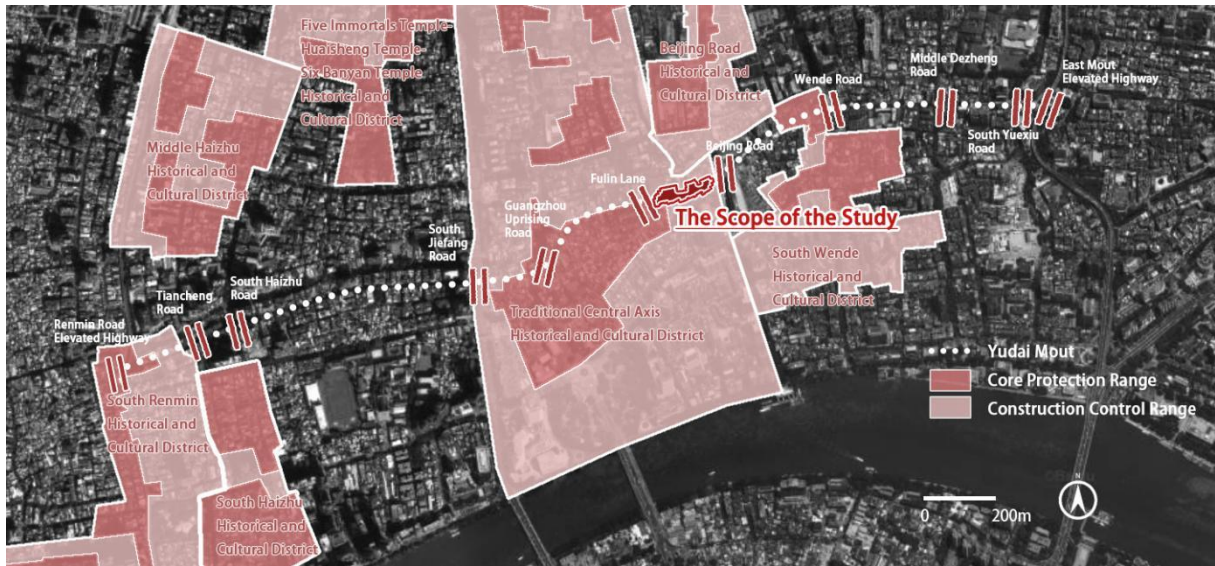 Five Immortals Temple-
Huaisheng Temple-
Six Banyan Temple
Historical and
Cultural District
Middle Haizhu
Historical and
Cultural District
Beijing Road
Historical and
Cultural District
Wende Road
Middle Dezheng
Road
East Mout
Elevated Highway
South Yuexiu
Road
Beijing Road
Fulin Lane
The Scope of the Study
Guangzhou
Uprising
Road
South
Jiefang
Road
South Wende
Historical and
Cultural District
South Haizhu
Road
Tiancheng
Road
Renmin Road
Elevated Highway
Traditional Central Axis
Historical and Cultural District
South Renmin
Historical and
Cultural District
South Haizhu
Historical and
Cultural District
Yudai Mout
Core Protection Range
Construction Control Range
N
0 200m